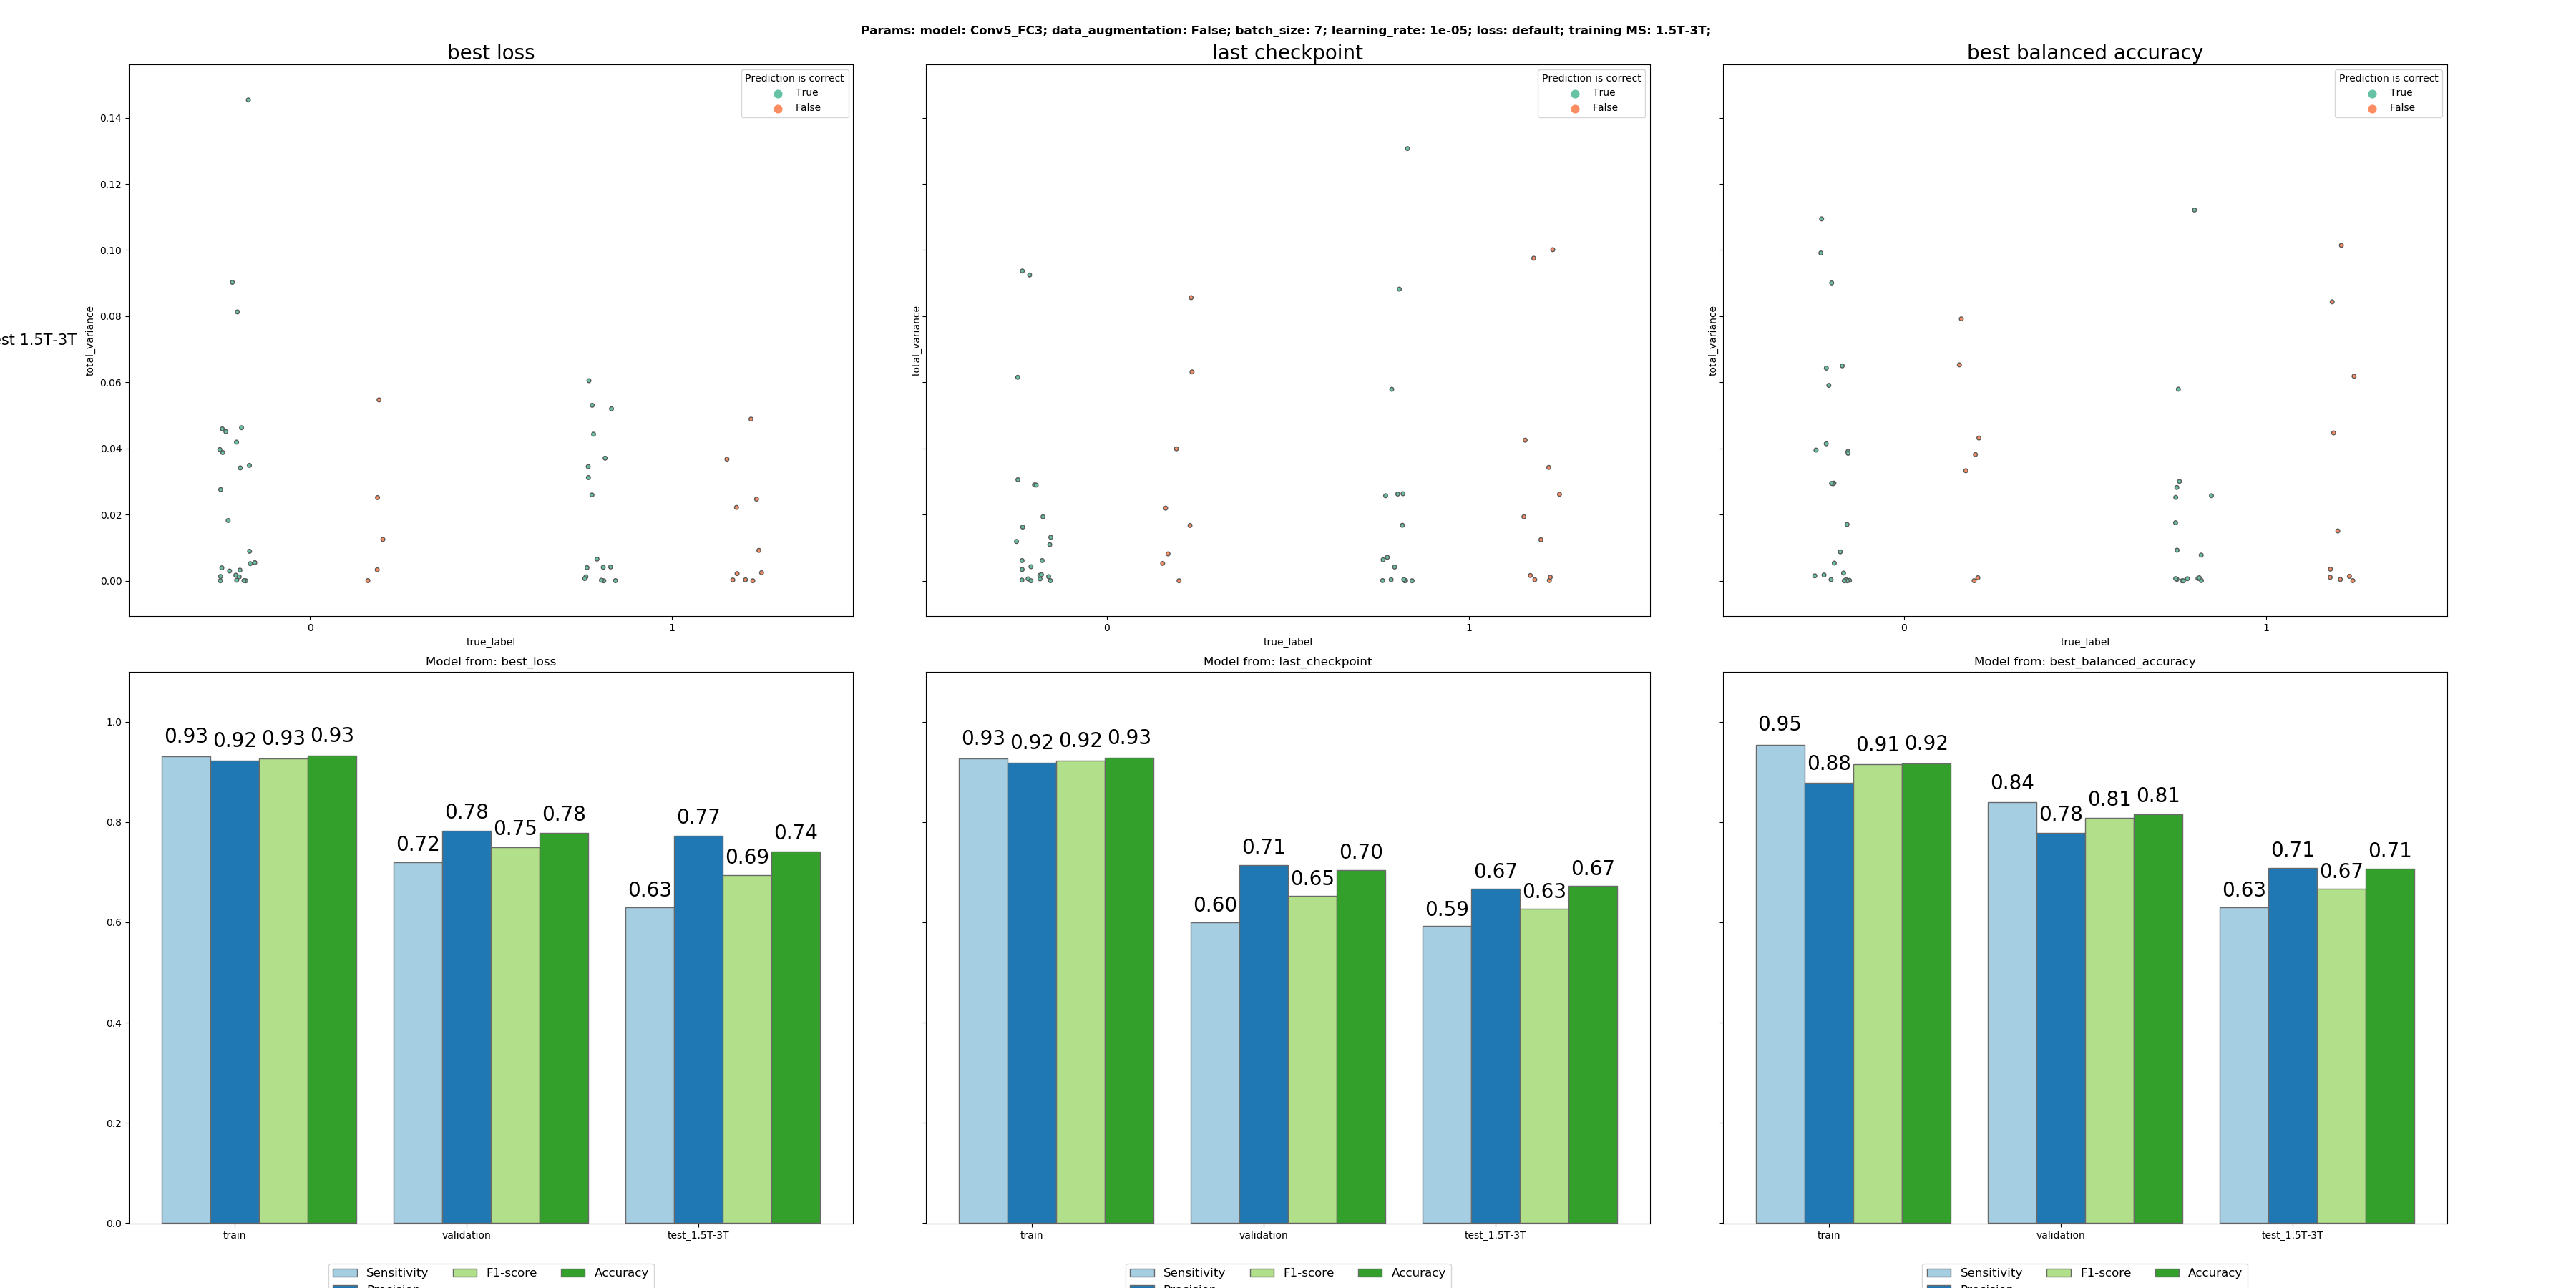 Params: model: Conv5_FC3; data_augmentation: False; batch_size: 7; learning_rate: 1e-05; loss: default; training MS: 1.5T-3T;
best loss
last checkpoint
best balanced accuracy
Prediction is correct
True
False
Prediction is correct
True
False
Prediction is correct
True
False
0.14
0.12
0.10
0.08
0.06
0.04
0.02
0.00
est 1.5T-3T
total_variance
total_variance
total_variance
0 1
0 1
0 1
true_label
true_label
true_label
Model from: best_loss
Model from: last_checkpoint
Model from: best_balanced_accuracy
1.0
0.8
0.6
0.4
0.2
0.0
0.93 0.92 0.93 0.93
0.72 0.78 0.75 0.78
0.63 0.77 0.69 0.74
train validation test_1.5T-3T
0.93 0.92 0.92 0.93
0.60 0.71 0.65 0.70
0.59 0.67 0.63 0.67
train validation test_1.5T-3T
0.95 0.88 0.91 0.92
0.84 0.78 0.81 0.81
0.63 0.71 0.67 0.71
train validation test_1.5T-3T
Sensitivity F1-score Accuracy
Precision
Sensitivity F1-score Accuracy
Precision
Sensitivity F1-score Accuracy
Precision